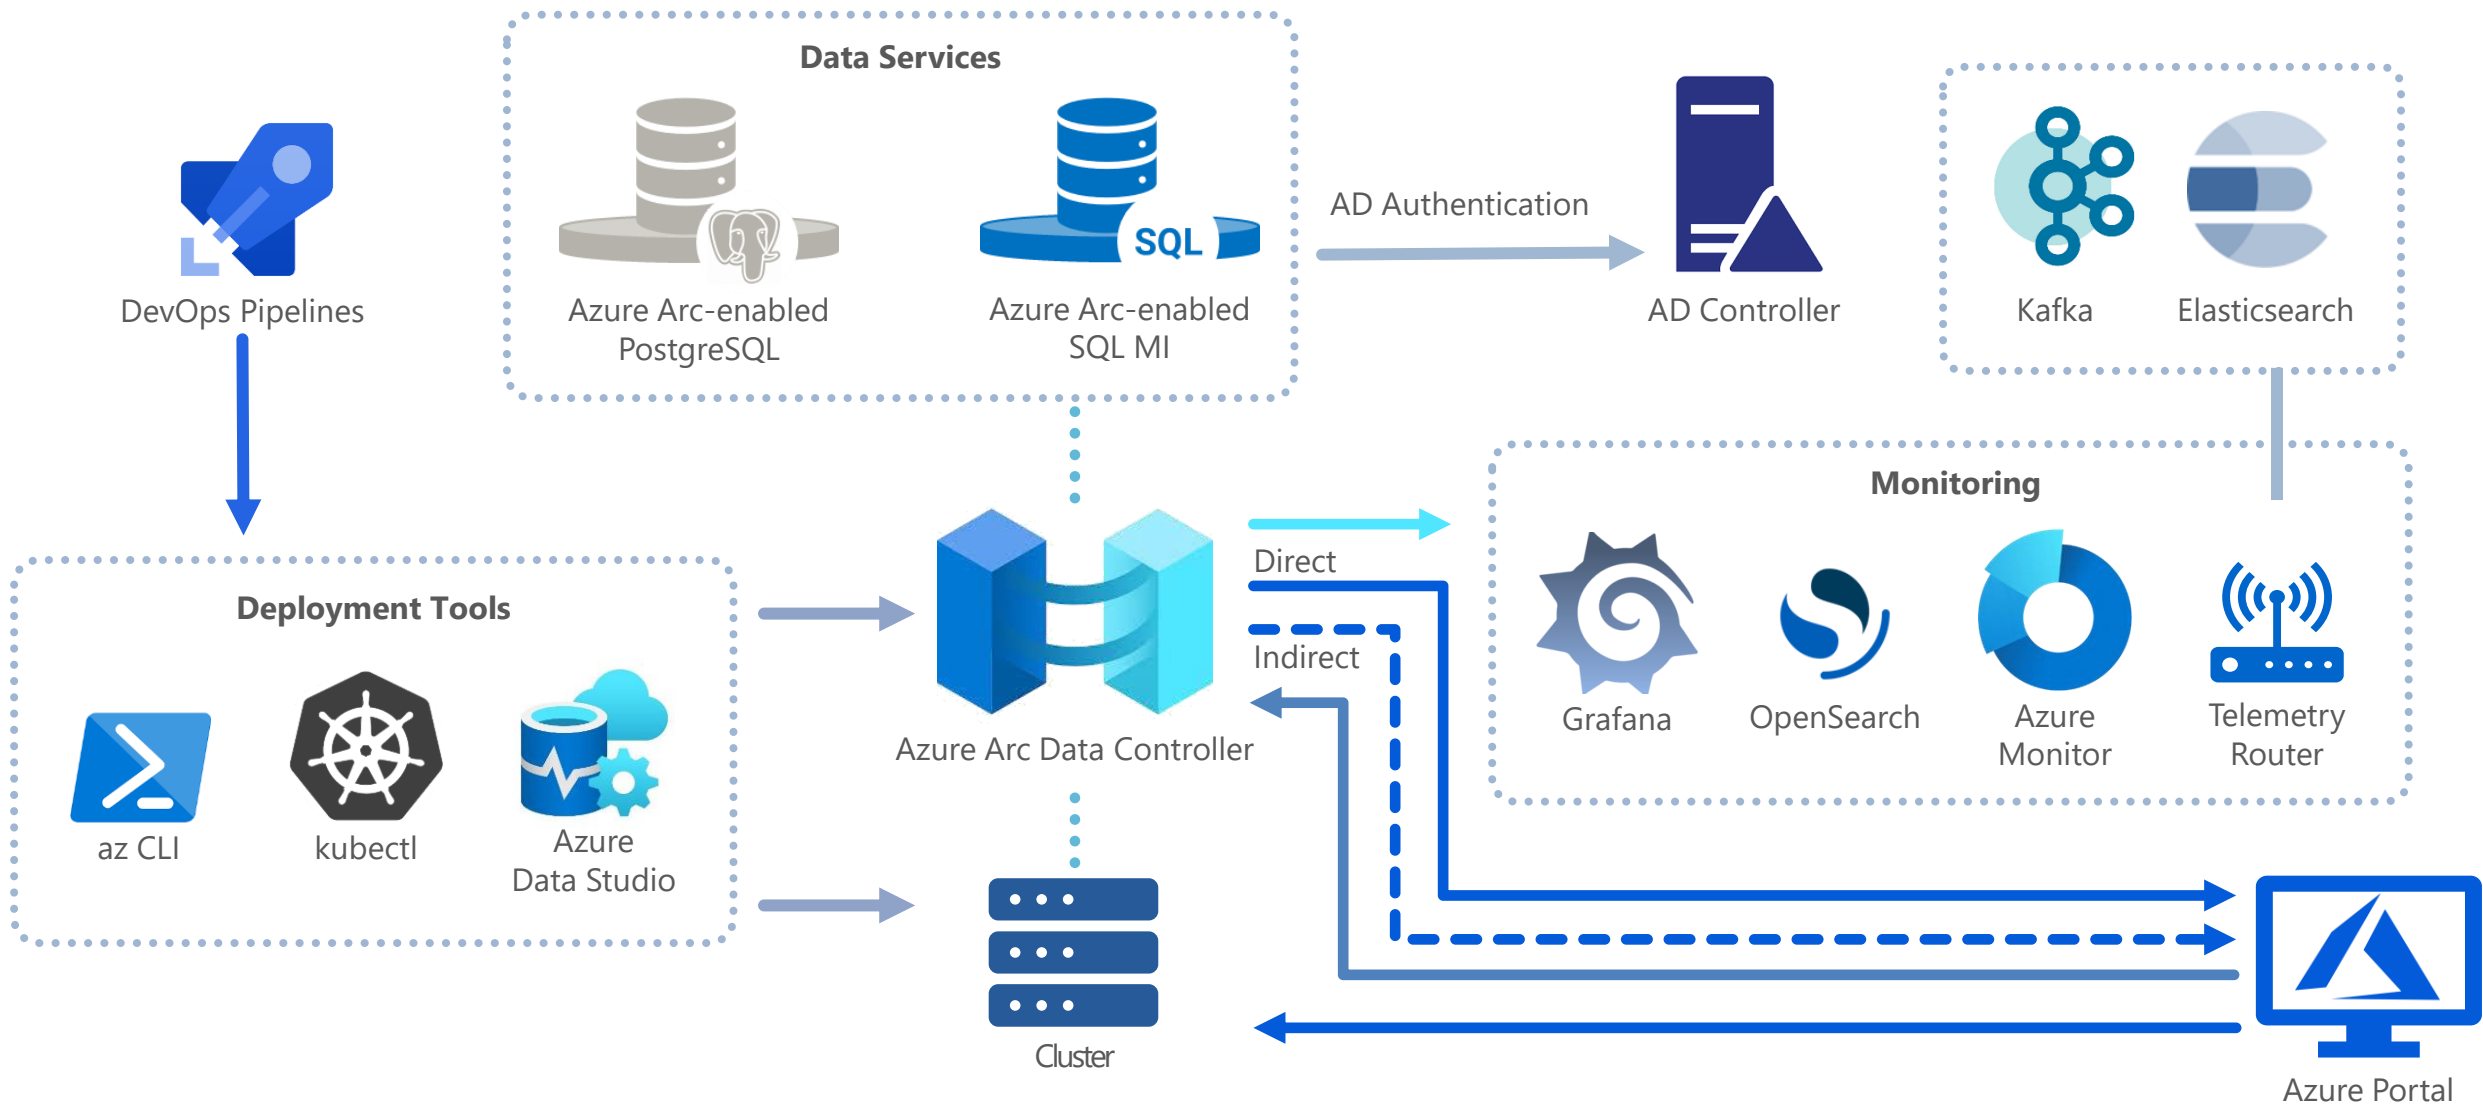 Data Services
Azure Arc-enabled
PostgreSQL
SQL
Azure Arc-enabled
SQL MI
AD Authentication
AD Controller
Kafka
Elasticsearch
DevOps Pipelines
Deployment Tools
az CLI
kubectl
Azure
Data Studio
Azure Arc Data Controller
Direct
Indirect
Monitoring
Grafana
OpenSearch
Azure
Monitor
Telemetry
Router
Cluster
Azure Portal